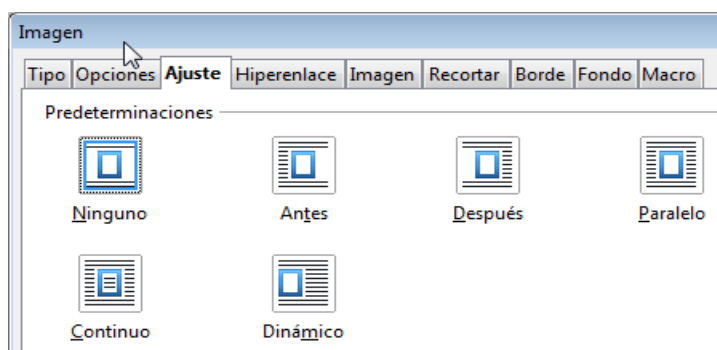 Imagen
Tipo Opciones Ajuste Hiperenlace Imagen Recortar Borde Fondo Macro
Predeterminaciones
Ninguno Antes Después Paralelo
Continuo Dinámico